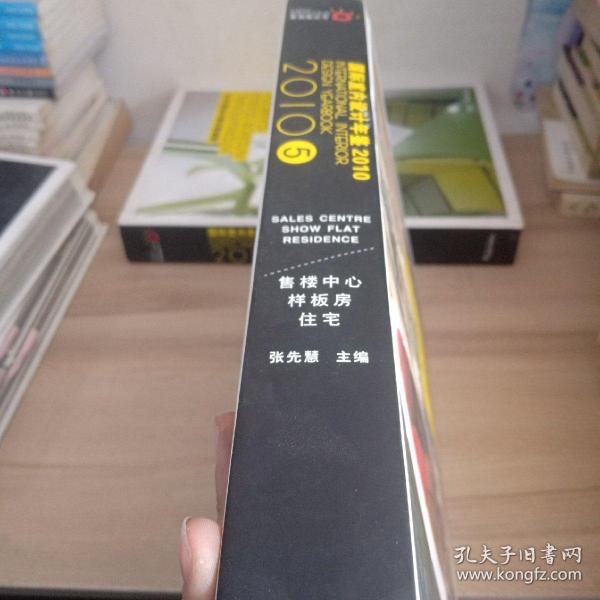 国际室内设计年鉴2010
INTERNATIONAL INTERIOR
DESIGN YEARBOOK
2010 5
SALES CENTRE
SHOW FLAT
RESIDENCE
售楼中心
样板房
住宅
张先慧 主编
孔夫子旧书网
www.kongfz.com